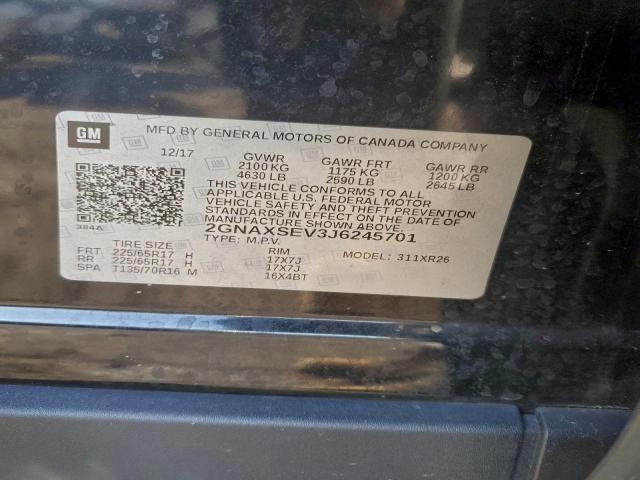 GM MFD BY GENERAL MOTORS OF CANADA COMPANY
12/17 GVWR GAWR FRT GAWR RR
2100 KG 1175 KG 1200 KG
4630 LB 2590 LB 2645 LB
THIS VEHICLE CONFORMS TO ALL
APPLICABLE U.S. FEDERAL MOTOR
VEHICLE SAFETY AND THEFT PREVENTION
STANDARDS IN EFFECT ON THE DATE OF
MANUFACTURE SHOWN ABOVE.
384A 2GNAXSEV3J6245701
TYPE: M.P.V.
TIRE SIZE RIM MODEL: 311XR26
FRT 225/65R17 H 17X7J
RR 225/65R17 H 17X7J
SPA T135/70R16 M 16X4BT